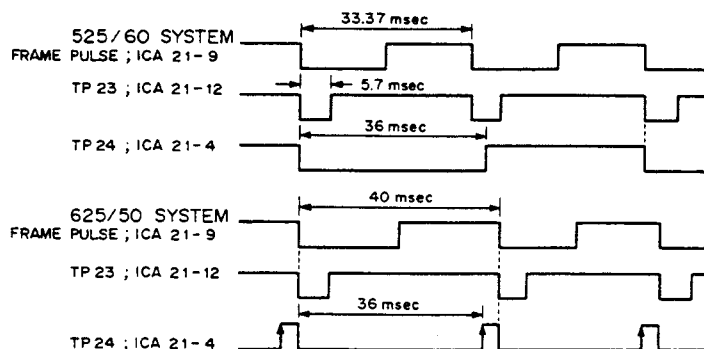 33.37 msec
525/60 SYSTEM
FRAME PULSE ; ICA 21-9
TP 23 ; ICA 21-12
5.7 msec
36 msec
TP 24 ; ICA 21-4
40 msec
625/50 SYSTEM
FRAME PULSE ; ICA 21-9
TP 23 ; ICA 21-12
36 msec
TP 24 ; ICA 21-4